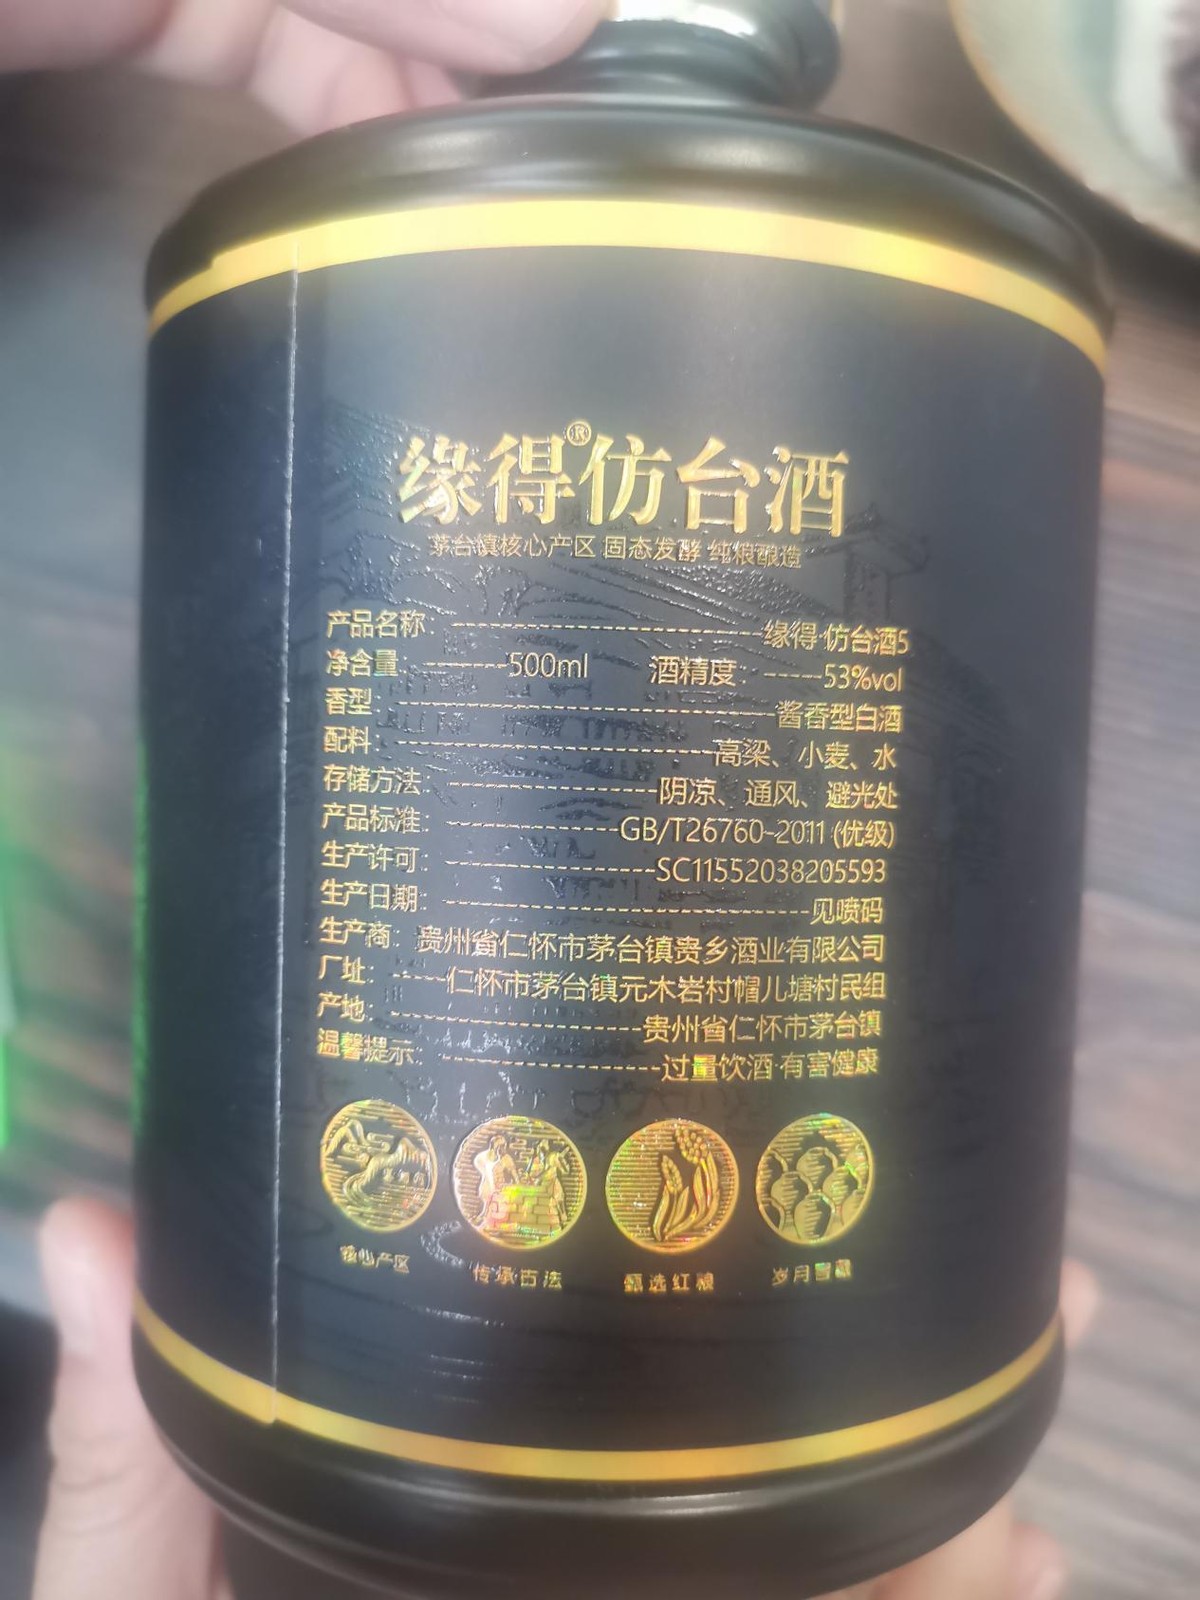 缘得®仿台酒
茅台镇核心产区 固态发酵 纯粮酿造
产品名称:缘得·仿台酒5
净含量:500ml 酒精度:53%vol
香型:酱香型白酒
配料:高粱、小麦、水
存储方法:阴凉、通风、避光处
产品标准:GB/T26760-2011 (优级)
生产许可:SC11552038205593
生产日期:见喷码
生产商:贵州省仁怀市茅台镇贵乡酒业有限公司
厂址:仁怀市茅台镇元木岩村帽儿塘村民组
产地:贵州省仁怀市茅台镇
温馨提示:过量饮酒·有害健康
核心产区 传承古法 甄选红粮 岁月窖藏